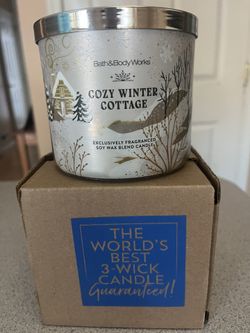 Bath&BodyWorks
COZY WINTER
COTTAGE
EXCLUSIVELY FRAGRANCED
SOY WAX BLEND CANDLE
THE
WORLD'S
BEST
3-WICK
CANDLE
Guaranteed!